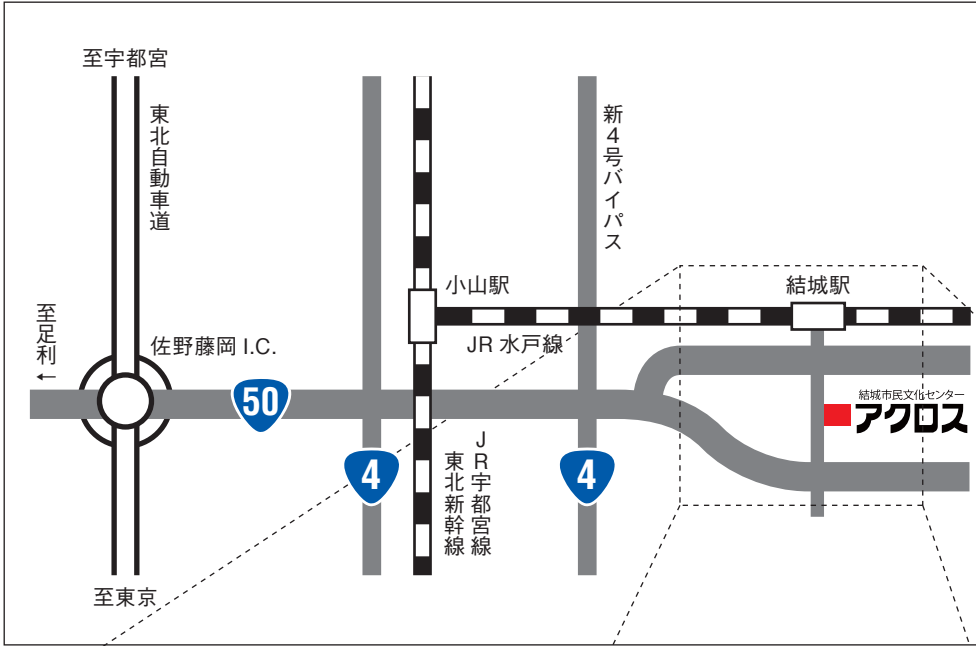 至宇都宮
東北自動車道
新4号バイパス
小山駅
結城駅
至足利←
佐野藤岡 I.C.
JR 水戸線
50
結城市民文化センター
アクロス
4
4
JR宇都宮線
東北新幹線
至東京